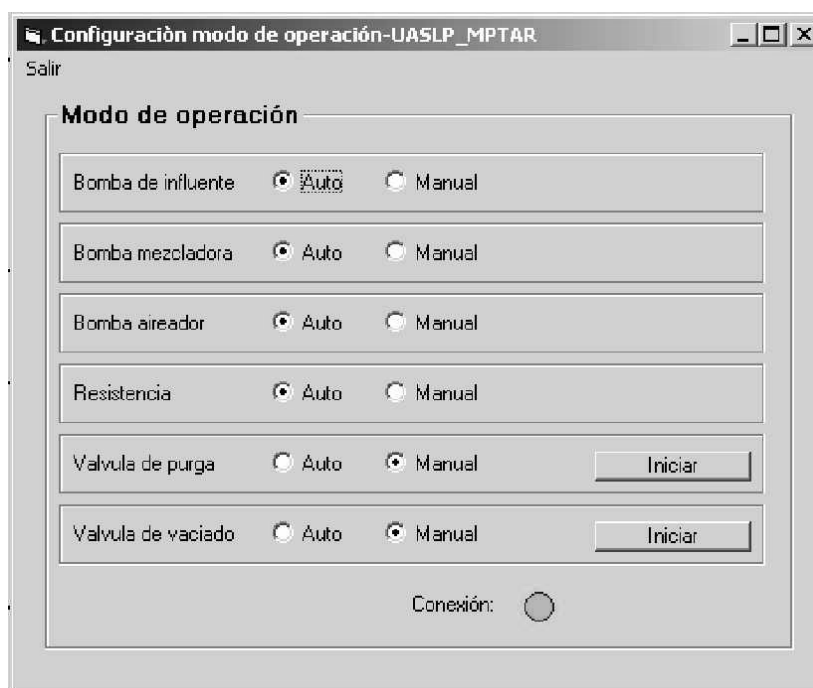 Configuraciòn modo de operación-UASLP_MPTAR
Salir
Modo de operación
Bomba de influente Auto Manual
Bomba mezcladora Auto Manual
Bomba aireador Auto Manual
Resistencia Auto Manual
Valvula de purga Auto Manual Iniciar
Valvula de vaciado Auto Manual Iniciar
Conexión: